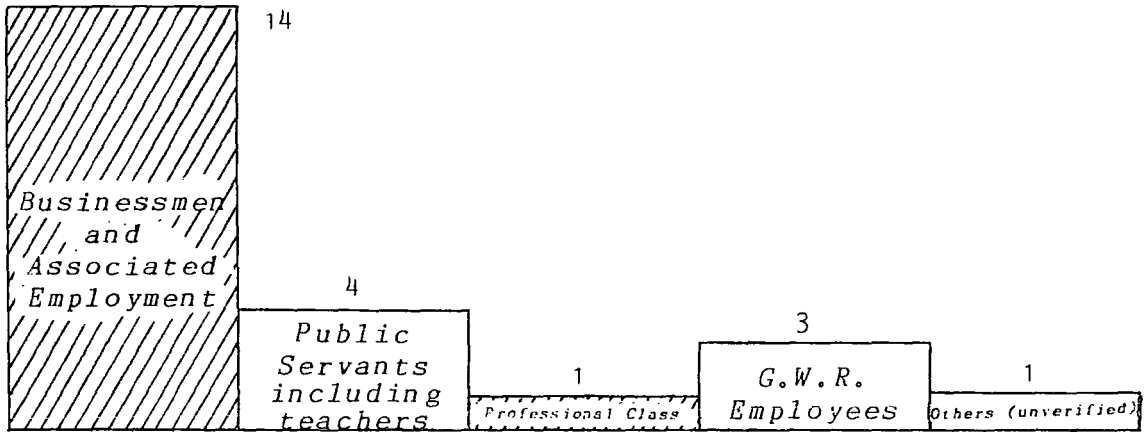 14
Businessmen
and
Associated
Employment
4
Public
Servants
including
teachers
1
Professional Class
3
G.W.R.
Employees
1
Others (unverified)